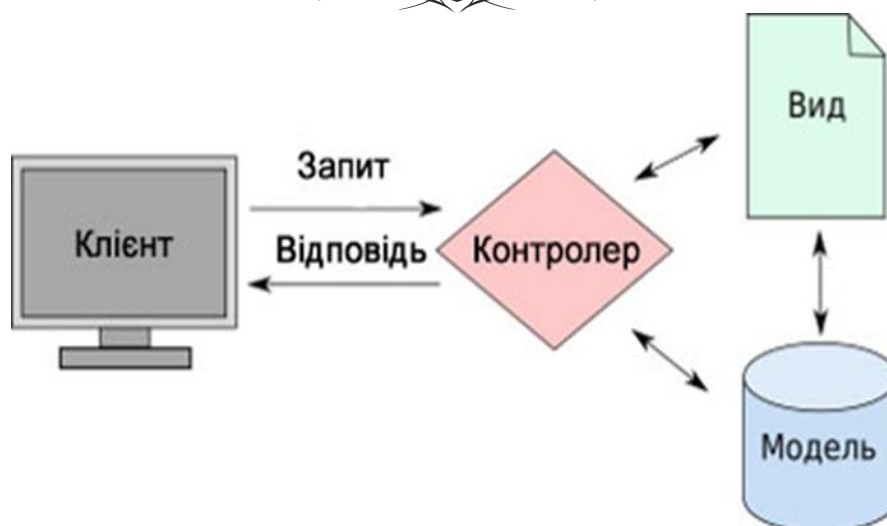 Вид
Запит
Клієнт
Відповідь
Контролер
Модель